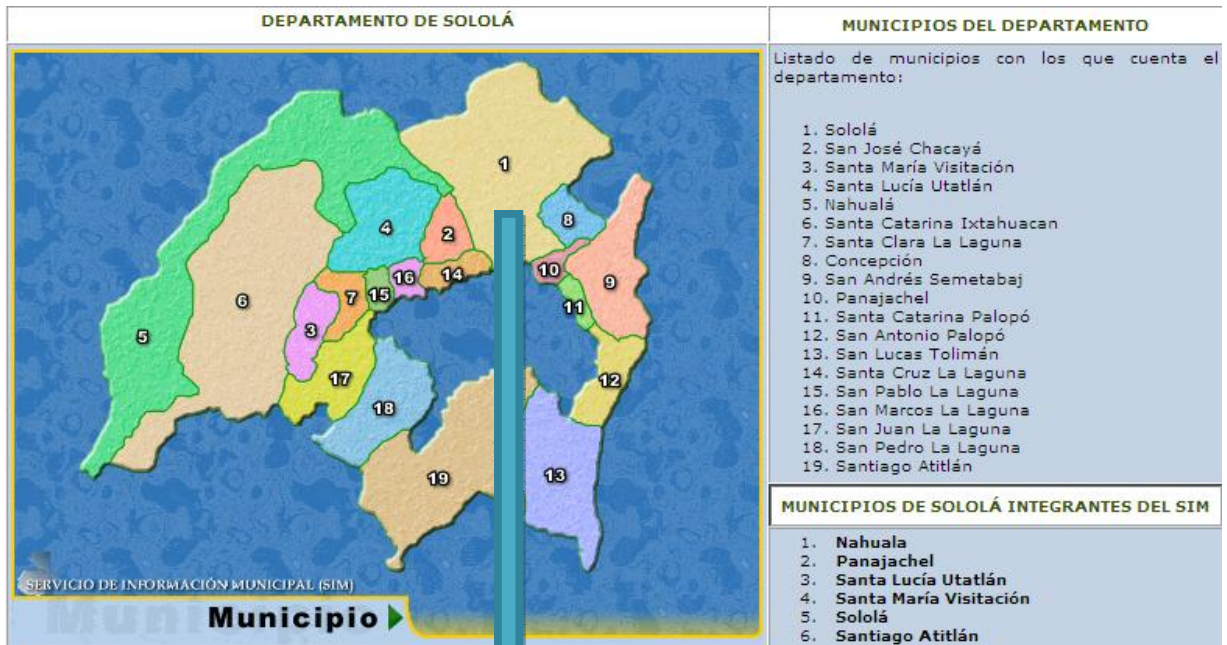 DEPARTAMENTO DE SOLOLÁ
1
2
3
4
5
6
7
8
9
10
11
12
13
14
15
16
17
18
19
SERVICIO DE INFORMACIÓN MUNICIPAL (SIM)
Municipio
MUNICIPIOS DEL DEPARTAMENTO
Listado de municipios con los que cuenta el
departamento:
1. Sololá
2. San José Chacayá
3. Santa María Visitación
4. Santa Lucía Utatlán
5. Nahualá
6. Santa Catarina Ixtahuacan
7. Santa Clara La Laguna
8. Concepción
9. San Andrés Semetabaj
10. Panajachel
11. Santa Catarina Palopó
12. San Antonio Palopó
13. San Lucas Tolimán
14. Santa Cruz La Laguna
15. San Pablo La Laguna
16. San Marcos La Laguna
17. San Juan La Laguna
18. San Pedro La Laguna
19. Santiago Atitlán
MUNICIPIOS DE SOLOLÁ INTEGRANTES DEL SIM
1. Nahuala
2. Panajachel
3. Santa Lucía Utatlán
4. Santa María Visitación
5. Sololá
6. Santiago Atitlán